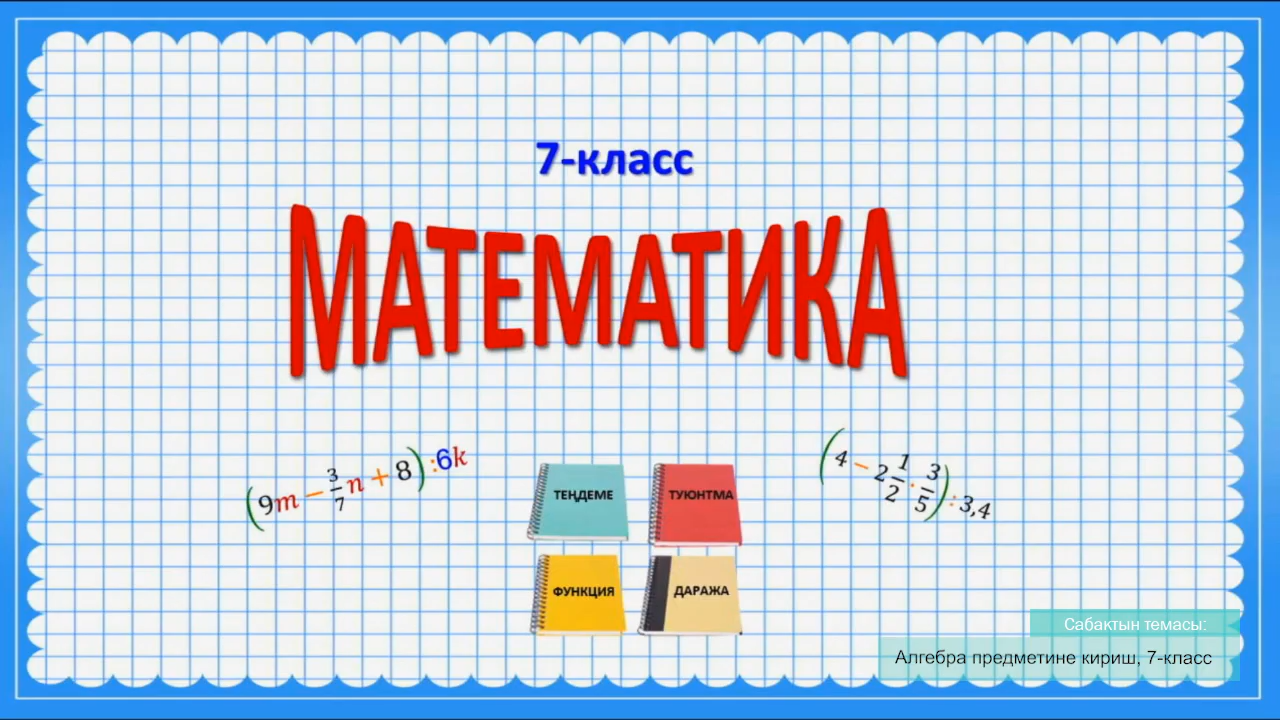 7-класс
МАТЕМАТИКА
(9m − 3/7 n + 8) : 6k
(4 − 2 1/2 · 3/5) : 3,4
ТЕҢДЕМЕ
ТУЮНТМА
ФУНКЦИЯ
ДАРАЖА
Сабактын темасы:
Алгебра предметине кириш, 7-класс